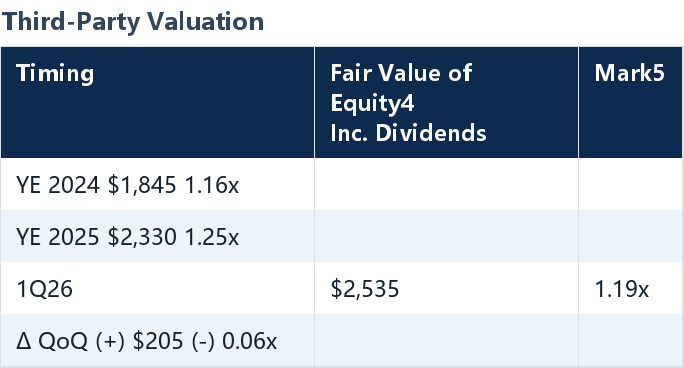 Third-Party Valuation
Timing
Fair Value of
Equity4
Inc. Dividends
Mark5
YE 2024 $1,845 1.16x
YE 2025 $2,330 1.25x
1Q26 $2,535 1.19x
Δ QoQ (+) $205 (-) 0.06x